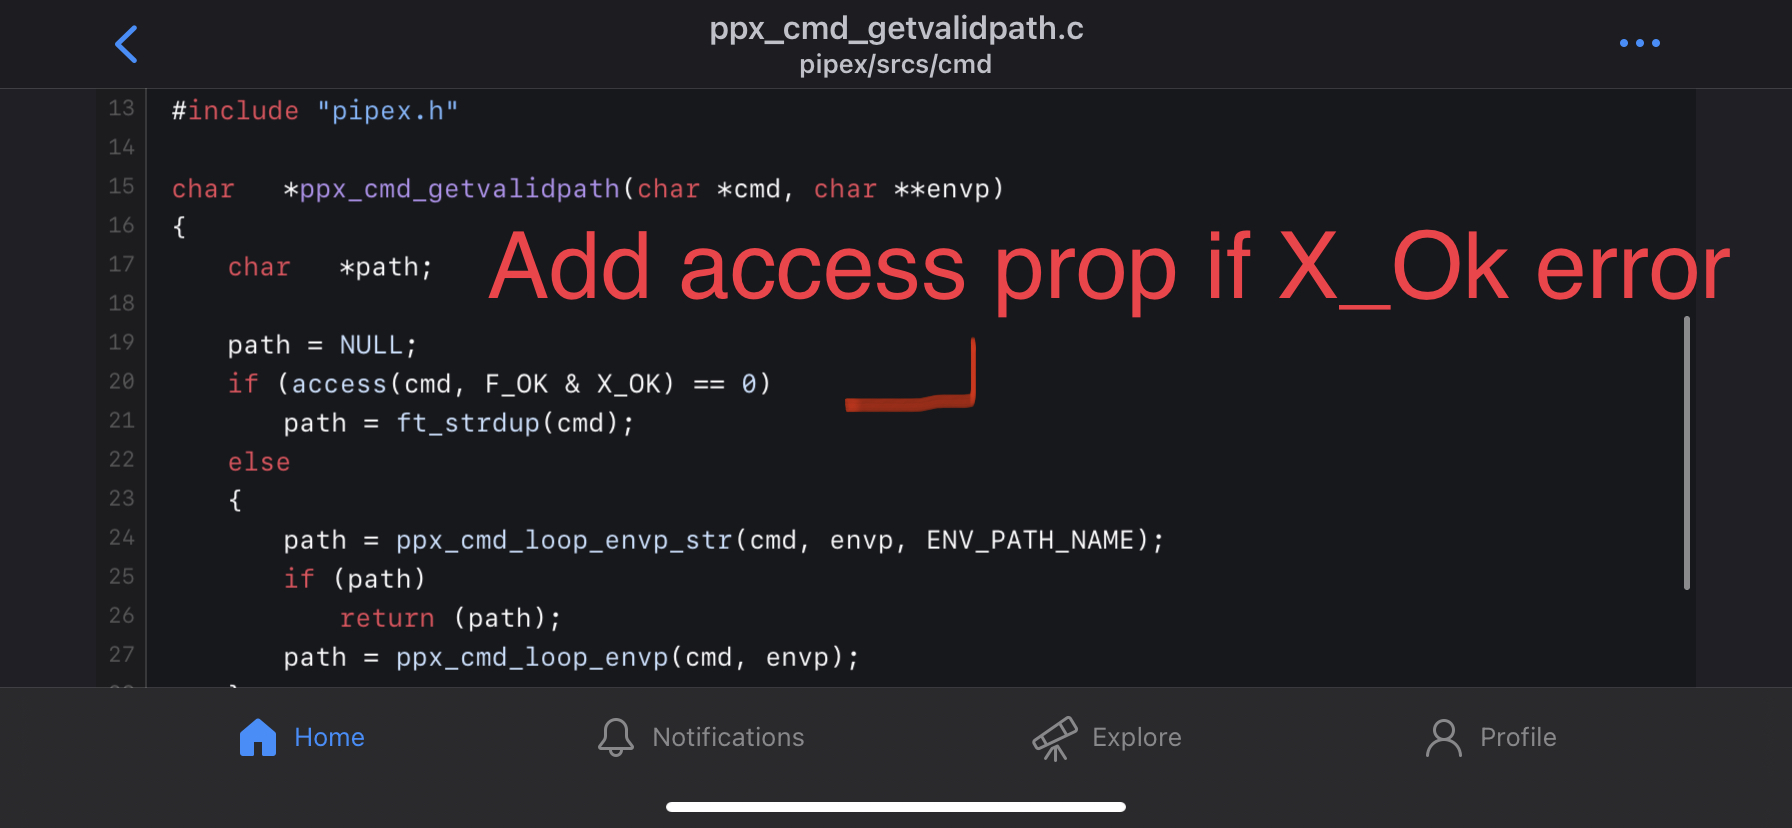 ppx_cmd_getvalidpath.c
pipex/srcs/cmd
13 #include "pipex.h"
14
15 char *ppx_cmd_getvalidpath(char *cmd, char **envp)
16 {
Add access prop if X_Ok error
17 char *path;
18
19 path = NULL;
20 if (access(cmd, F_OK & X_OK) == 0)
21 path = ft_strdup(cmd);
22 else
23 {
24 path = ppx_cmd_loop_envp_str(cmd, envp, ENV_PATH_NAME);
25 if (path)
26 return (path);
27 path = ppx_cmd_loop_envp(cmd, envp);
Home Notifications Explore Profile